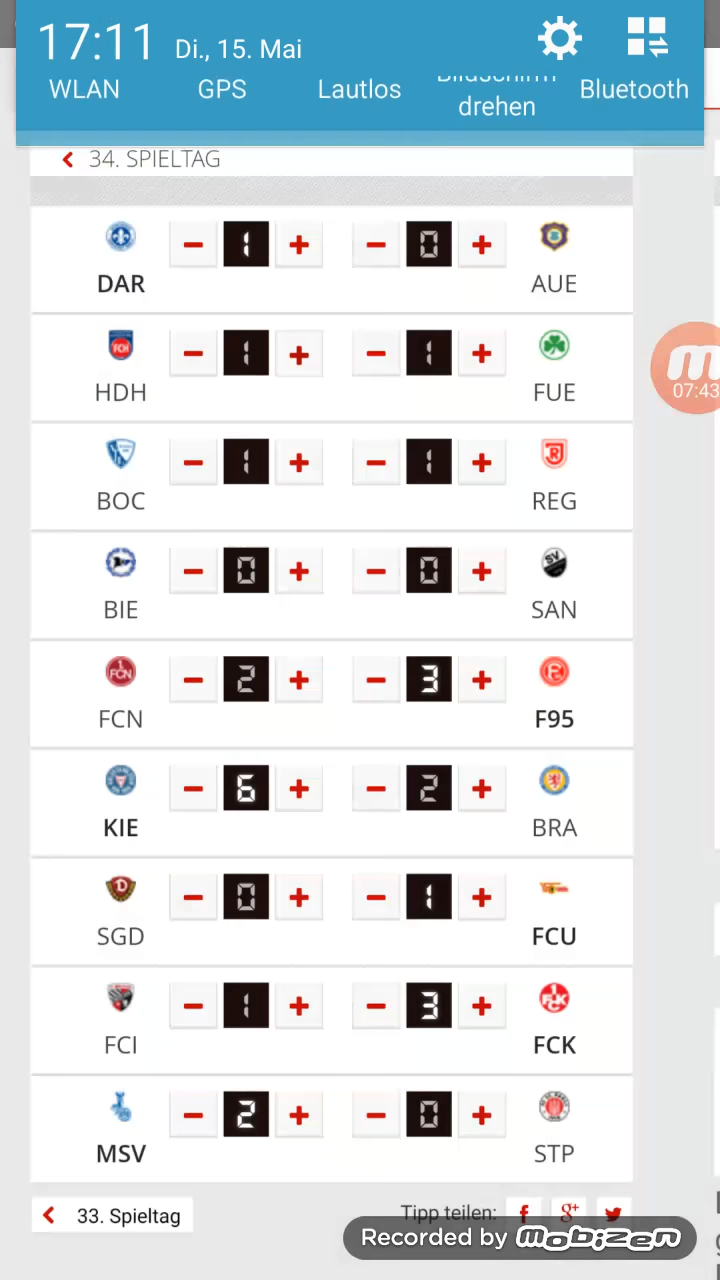 17:11 Di., 15. Mai
WLAN GPS Lautlos Bildschirm drehen Bluetooth
34. SPIELTAG
1 0
DAR AUE
1 1
HDH FUE
1 1
BOC REG
0 0
BIE SAN
2 3
FCN F95
6 2
KIE BRA
0 1
SGD FCU
1 3
FCI FCK
2 0
MSV STP
33. Spieltag Tipp teilen:
Recorded by mobizen
07:43